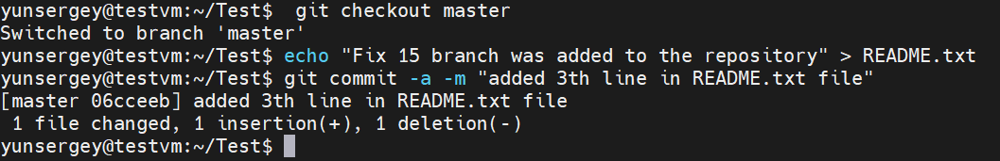 yunsergey@testvm:~/Test$  git checkout master
Switched to branch 'master'
yunsergey@testvm:~/Test$ echo "Fix 15 branch was added to the repository" > README.txt
yunsergey@testvm:~/Test$ git commit -a -m "added 3th line in README.txt file"
[master 06cceeb] added 3th line in README.txt file
 1 file changed, 1 insertion(+), 1 deletion(-)
yunsergey@testvm:~/Test$